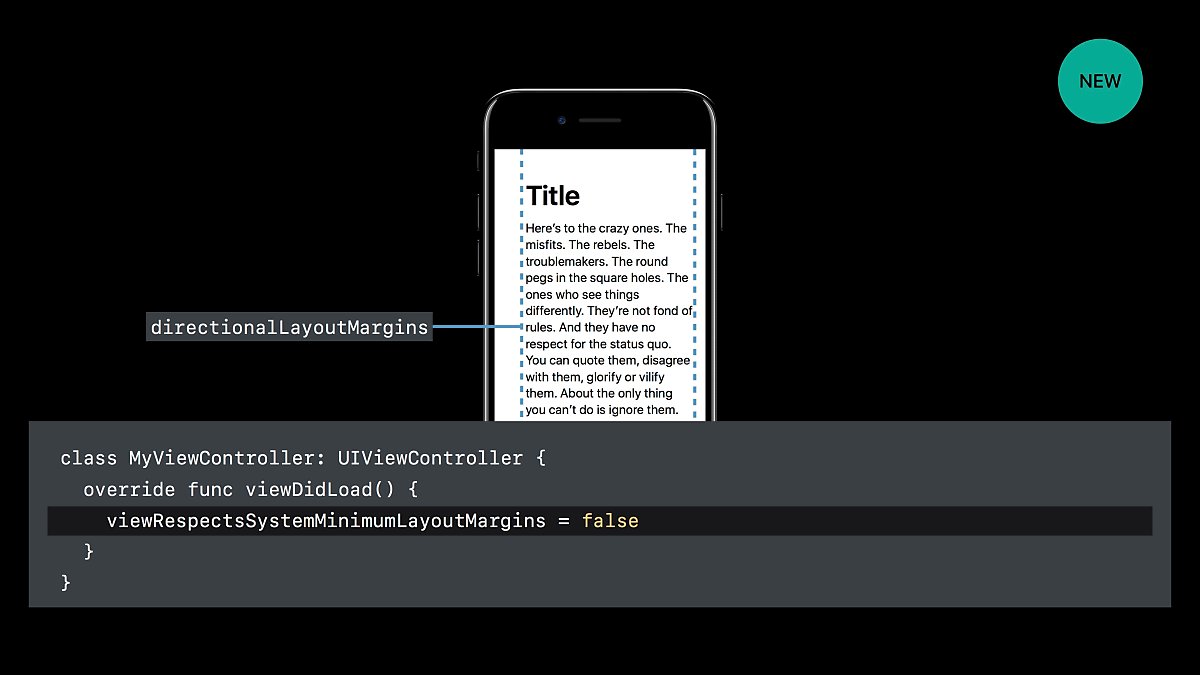 NEW
Title
Here’s to the crazy ones. The
misfits. The rebels. The
troublemakers. The round
pegs in the square holes. The
ones who see things
differently. They’re not fond of
rules. And they have no
respect for the status quo.
You can quote them, disagree
with them, glorify or vilify
them. About the only thing
you can’t do is ignore them.
directionalLayoutMargins
class MyViewController: UIViewController {
override func viewDidLoad() {
viewRespectsSystemMinimumLayoutMargins = false
}
}